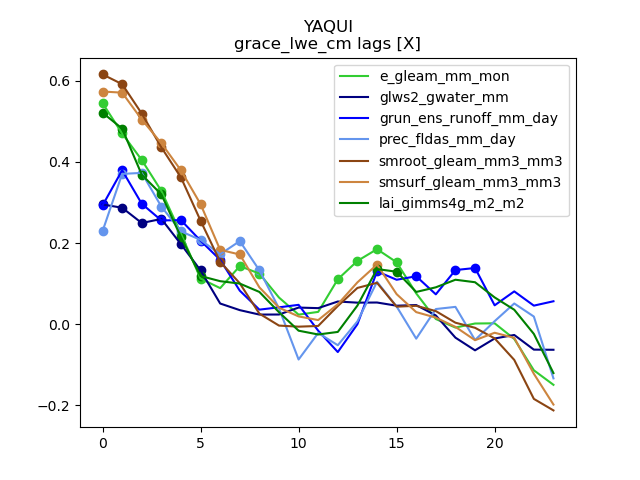 YAQUI
grace_lwe_cm lags [X]
e_gleam_mm_mon
glws2_gwater_mm
grun_ens_runoff_mm_day
prec_fldas_mm_day
smroot_gleam_mm3_mm3
smsurf_gleam_mm3_mm3
lai_gimms4g_m2_m2
0.6
0.4
0.2
0.0
−0.2
0 5 10 15 20